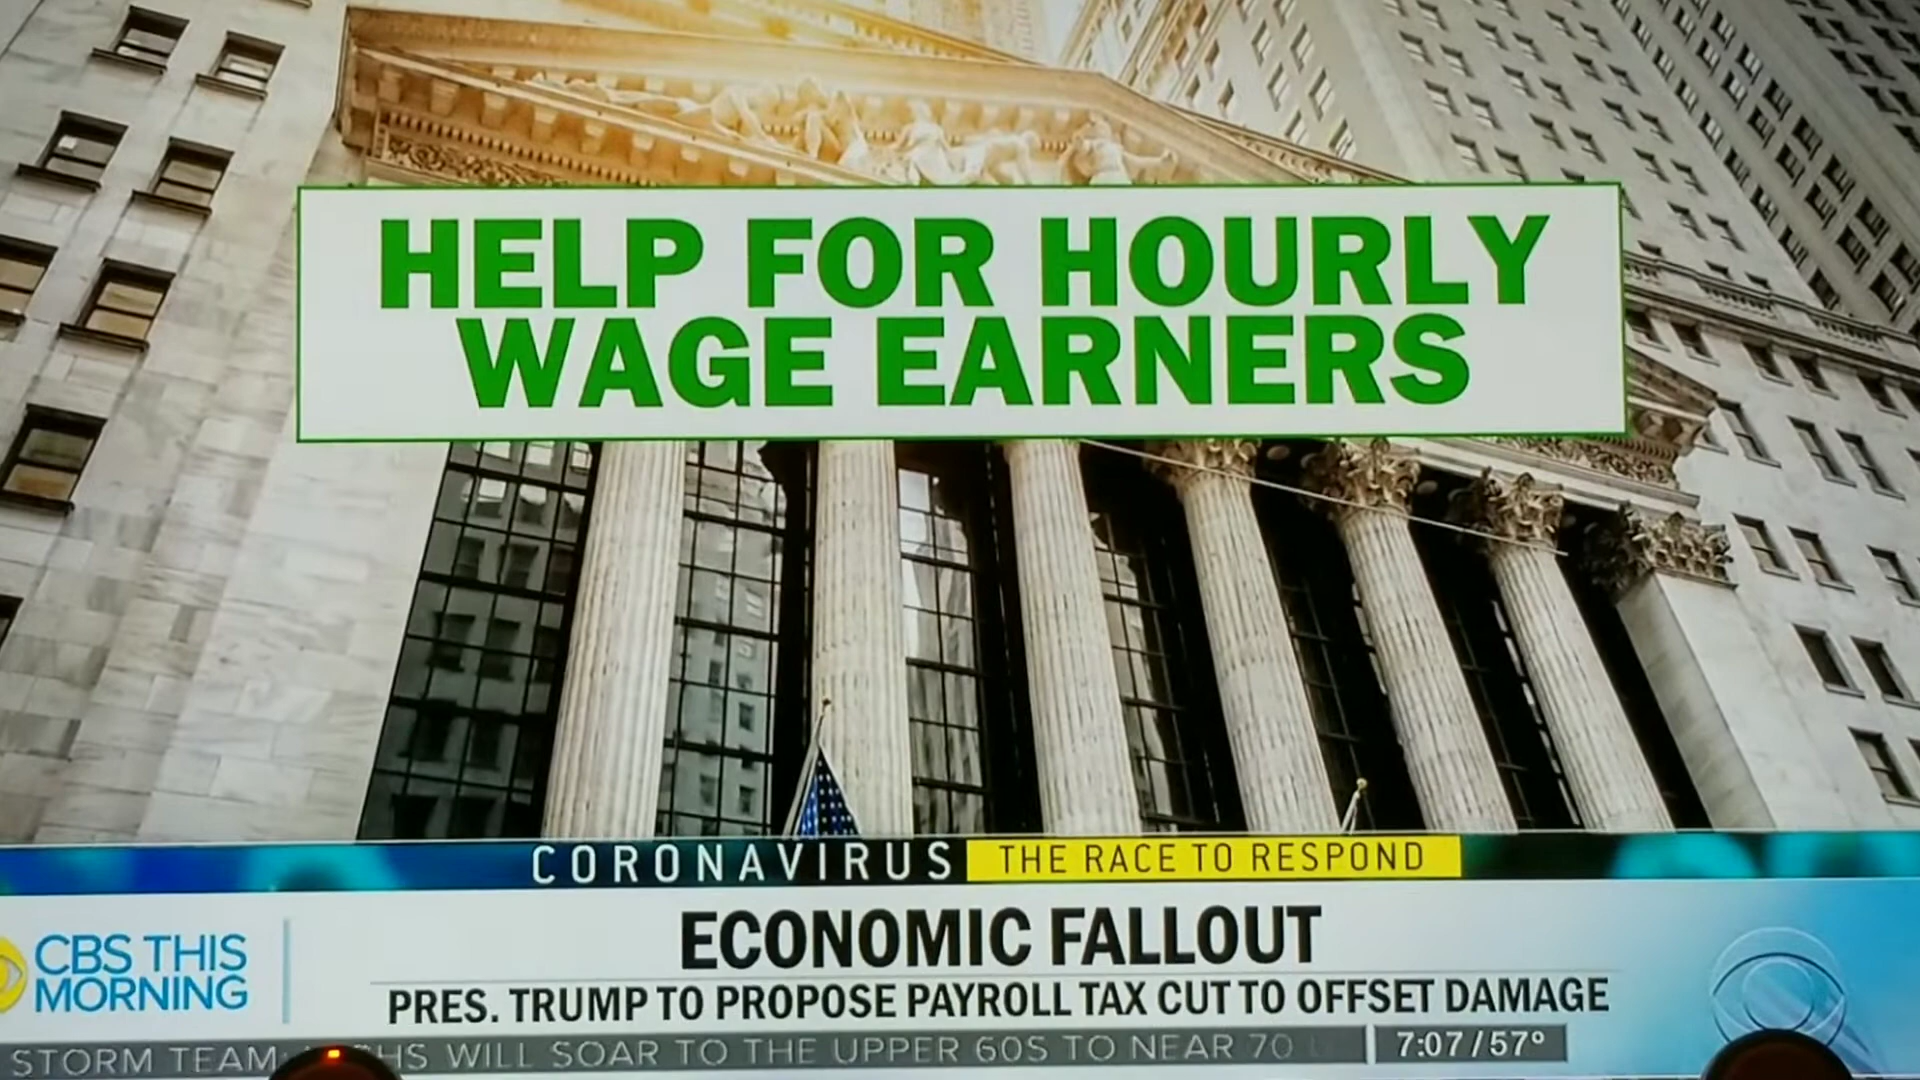 HELP FOR HOURLY
WAGE EARNERS
CORONAVIRUS THE RACE TO RESPOND
ECONOMIC FALLOUT
CBS THIS
MORNING
PRES. TRUMP TO PROPOSE PAYROLL TAX CUT TO OFFSET DAMAGE
STORM TEAM WILL SOAR TO THE UPPER 60S TO NEAR 70 7:07/57°